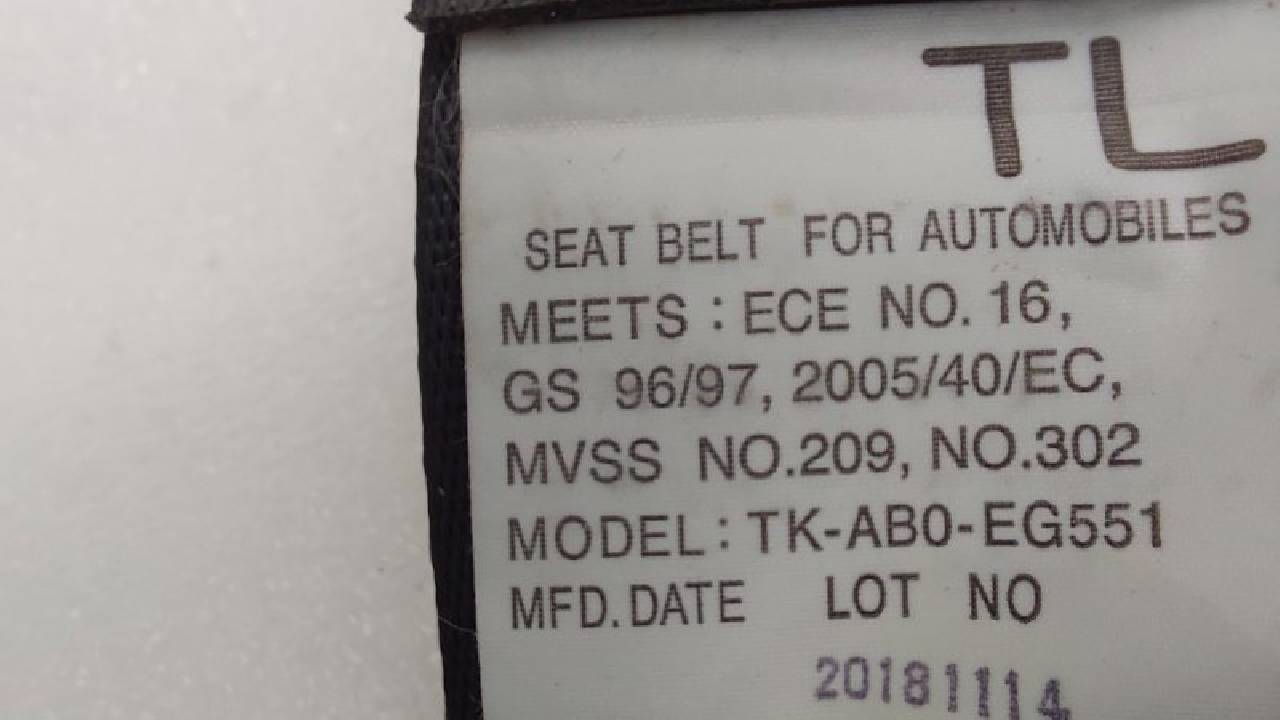 TL
SEAT BELT FOR AUTOMOBILES
MEETS : ECE NO. 16,
GS 96/97, 2005/40/EC,
MVSS NO.209, NO.302
MODEL: TK-AB0-EG551
MFD. DATE LOT NO
20181114